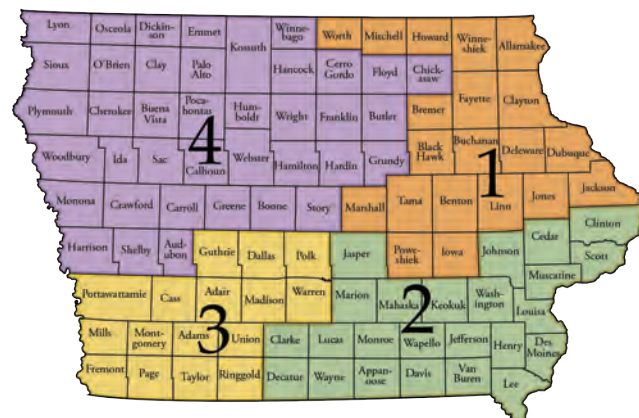 Lyon Osceola Dickin-
son Emmet Kossuth Winne-
bago Worth Mitchell Howard Winne-
shiek Allamakee
Sioux O'Brien Clay Palo
Alto Hancock Cerro
Gordo Floyd Chick-
asaw
Plymouth Cherokee Buena
Vista Poca-
hontas Hum-
boldt Wright Franklin Butler Bremer Fayette Clayton
Woodbury Ida Sac Calhoun Webster Hamilton Hardin Grundy Black
Hawk Buchanan Deleware Dubuque
4
1
Monona Crawford Carroll Greene Boone Story Marshall Tama Benton Linn Jones Jackson
Harrison Shelby Aud-
ubon Guthrie Dallas Polk Jasper Powe-
shiek Iowa Johnson Cedar Clinton
Scott
Muscatine
Pottawattamie Cass Adair Madison Warren Marion Mahaska Keokuk Wash-
ington Louisa
3
2
Mills Mont-
gomery Adams Union Clarke Lucas Monroe Wapello Jefferson Henry Des
Moines
Fremont Page Taylor Ringgold Decatur Wayne Appan-
oose Davis Van
Buren Lee